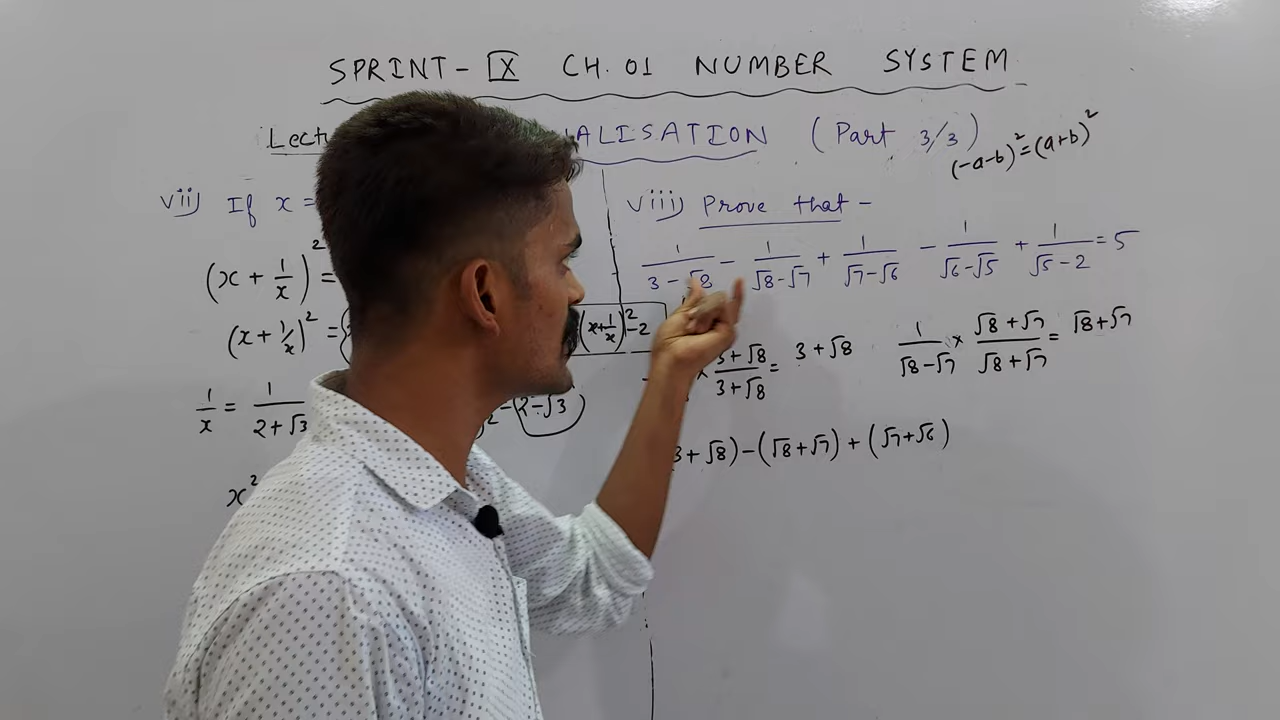 SPRINT - IX CH. 01 NUMBER SYSTEM
Lectu ALISATION (Part 3/3)
(-a-b)² = (a+b)²
vii) If x =
(x + 1/x)² =
(x + 1/x)² = (x+1/x)² - 2
1/x = 1/(2+√3 - (2-√3)
x²
viii) Prove that -
1/(3-√8) - 1/(√8-√7) + 1/(√7-√6) - 1/(√6-√5) + 1/(√5-2) = 5
× (3+√8)/(3+√8) = 3+√8
1/(√8-√7) × (√8+√7)/(√8+√7) = √8+√7
3+√8) - (√8+√7) + (√7+√6)